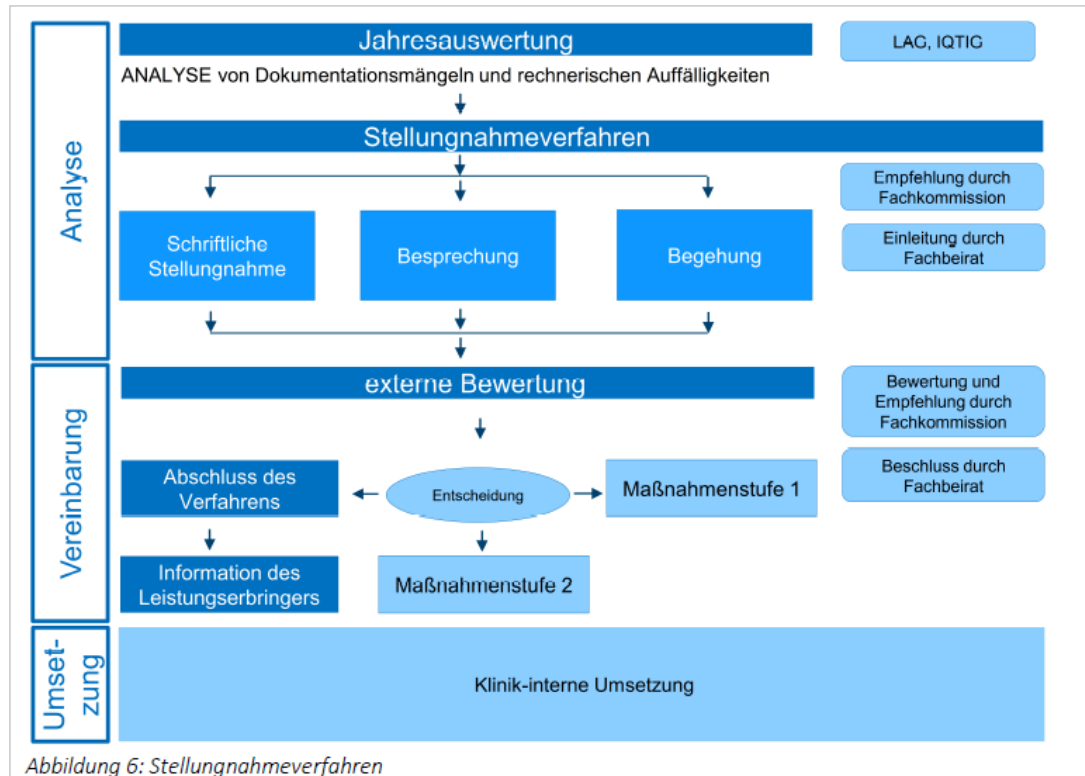 Analyse
Jahresauswertung
LAG, IQTIG
ANALYSE von Dokumentationsmängeln und rechnerischen Auffälligkeiten
Stellungnahmeverfahren
Empfehlung durch
Fachkommission
Schriftliche
Stellungnahme
Besprechung
Begehung
Einleitung durch
Fachbeirat
Vereinbarung
externe Bewertung
Bewertung und
Empfehlung durch
Fachkommission
Abschluss des
Verfahrens
Entscheidung
Maßnahmenstufe 1
Beschluss durch
Fachbeirat
Information des
Leistungserbringers
Maßnahmenstufe 2
Umset-
zung
Klinik-interne Umsetzung
Abbildung 6: Stellungnahmeverfahren